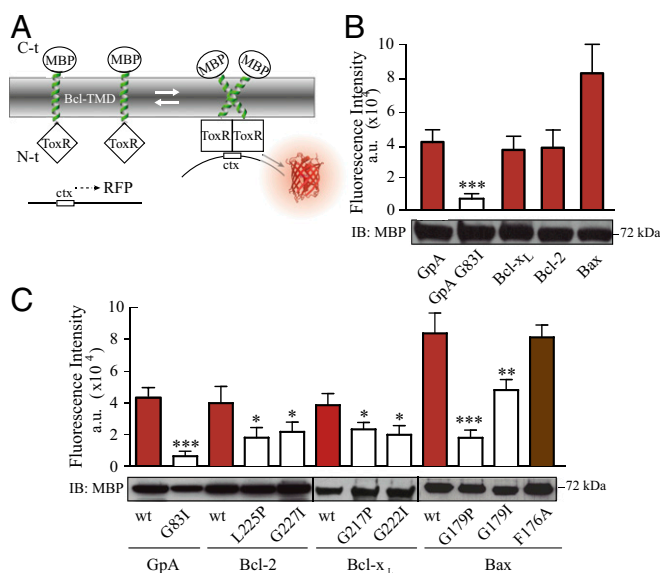 A
C-t
MBP
MBP
MBP
MBP
Bcl-TMD
ToxR
ToxR
ToxR
ToxR
N-t
ctx
ctx
RFP
B
Fluorescence Intensity
a.u. (x10⁴)
10
8
6
4
2
0
***
IB: MBP
72 kDa
GpA
GpA G83I
Bcl-xL
Bcl-2
Bax
C
Fluorescence Intensity
a.u. (x10⁴)
10
8
6
4
2
0
***
*
*
*
*
***
**
IB: MBP
72 kDa
wt
G83I
wt
L225P
G227I
wt
G217P
G222I
wt
G179P
G179I
F176A
GpA
Bcl-2
Bcl-x L
Bax